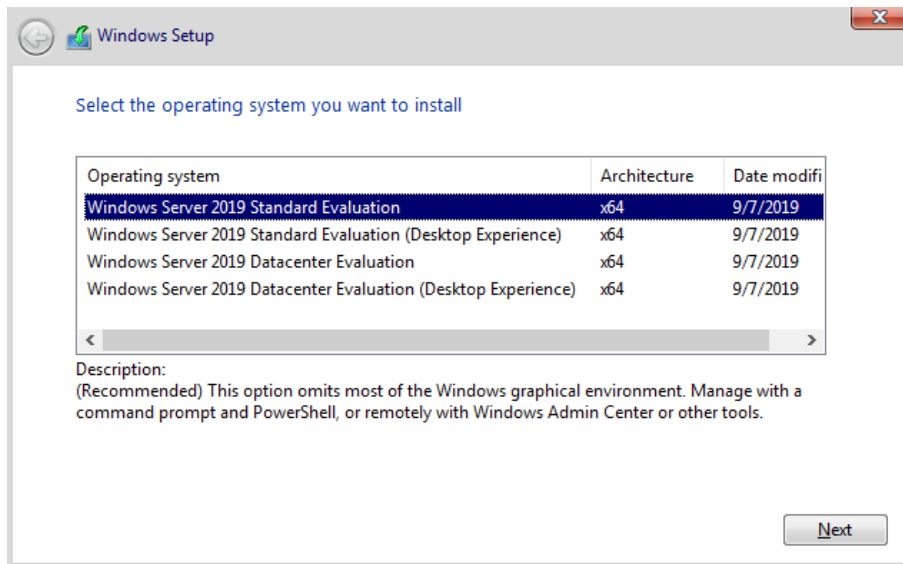 Windows Setup
Select the operating system you want to install
Operating system Architecture Date modifi
Windows Server 2019 Standard Evaluation x64 9/7/2019
Windows Server 2019 Standard Evaluation (Desktop Experience) x64 9/7/2019
Windows Server 2019 Datacenter Evaluation x64 9/7/2019
Windows Server 2019 Datacenter Evaluation (Desktop Experience) x64 9/7/2019
Description:
(Recommended) This option omits most of the Windows graphical environment. Manage with a
command prompt and PowerShell, or remotely with Windows Admin Center or other tools.
Next